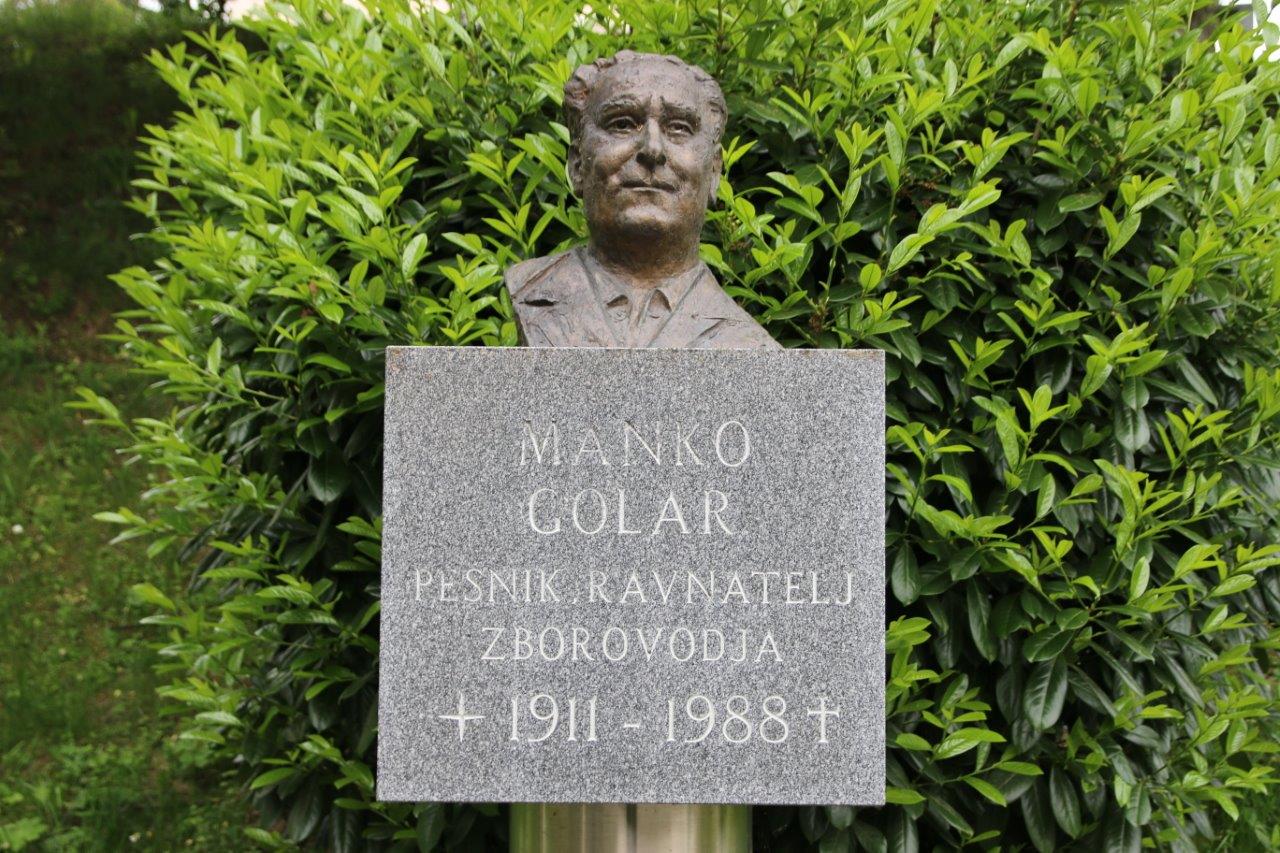 MANKO
GOLAR
PESNIK, RAVNATELJ
ZBOROVODJA
1911 - 1988 †